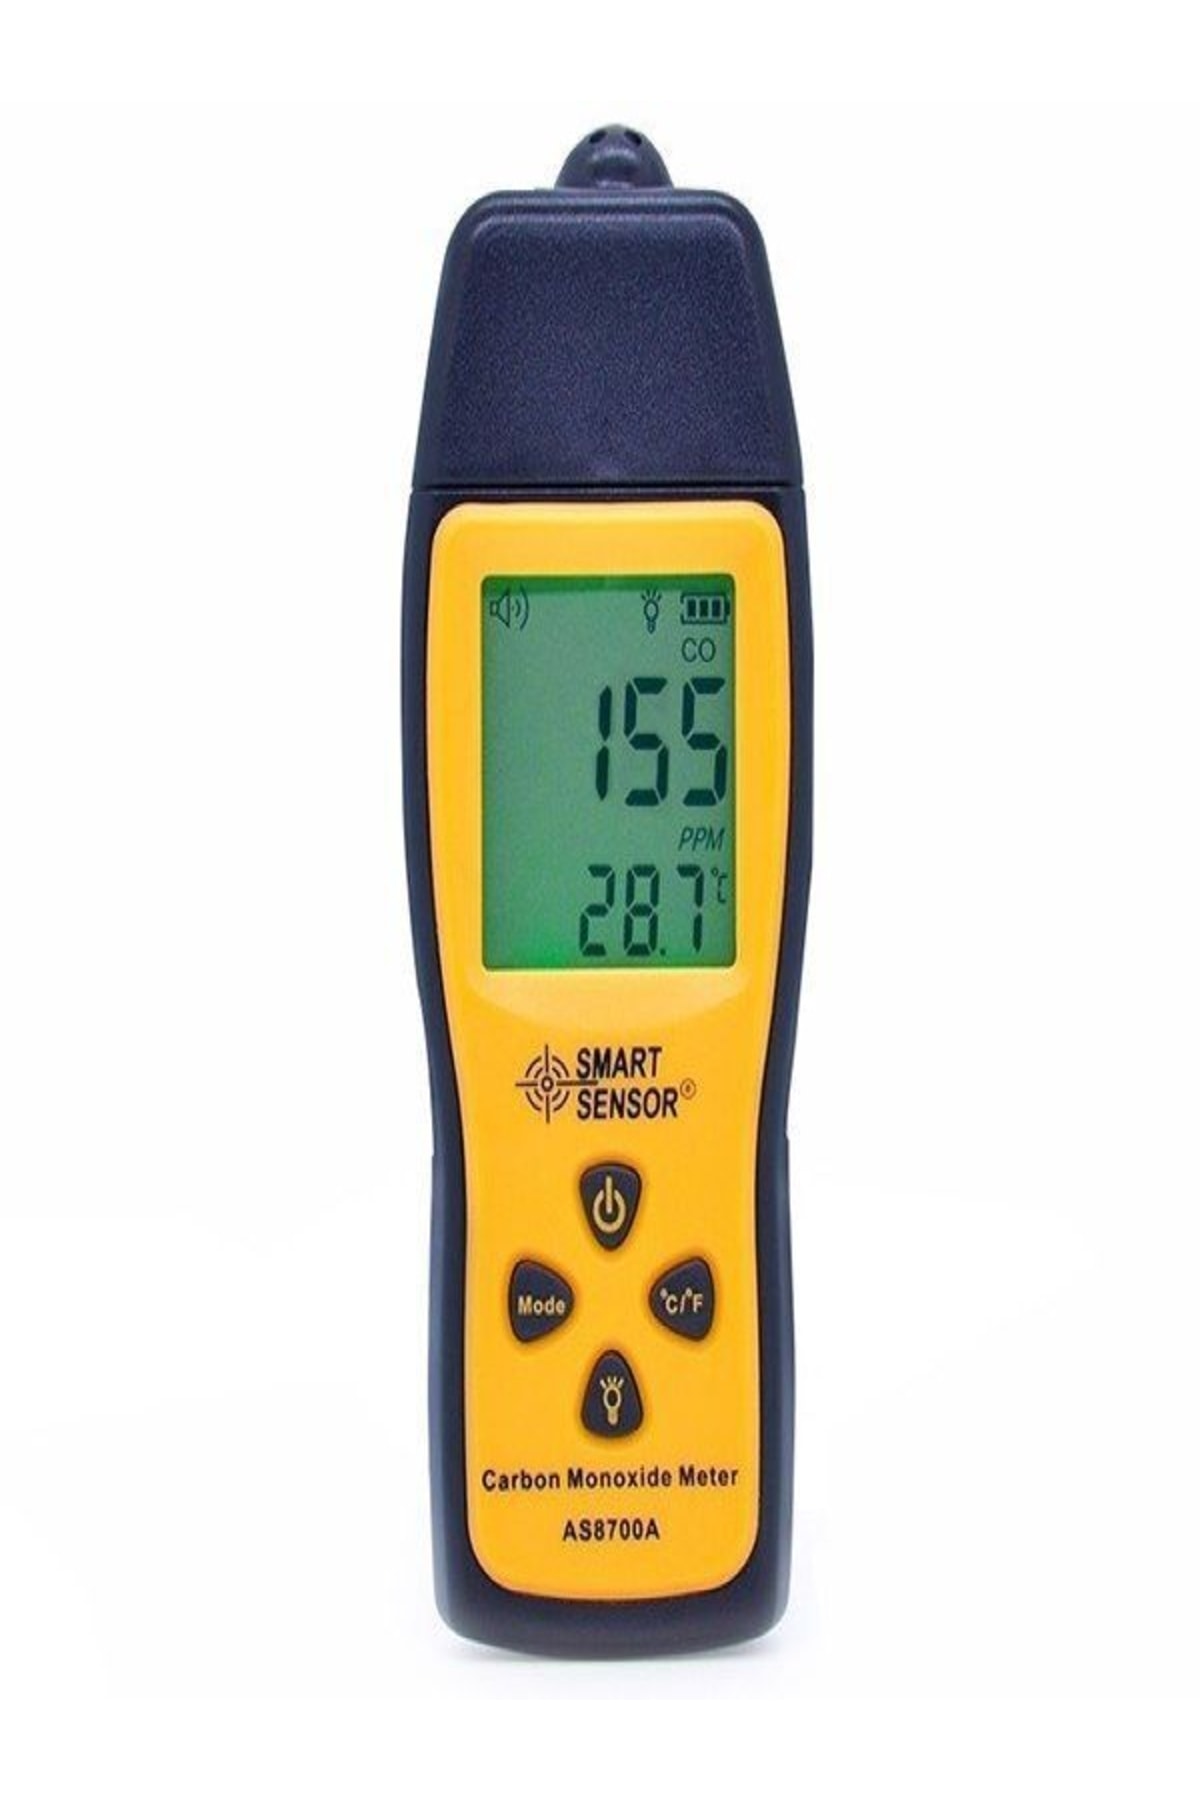 CO
155
PPM
28.7°C
SMART
SENSOR®
Mode
°C/°F
Carbon Monoxide Meter
AS8700A